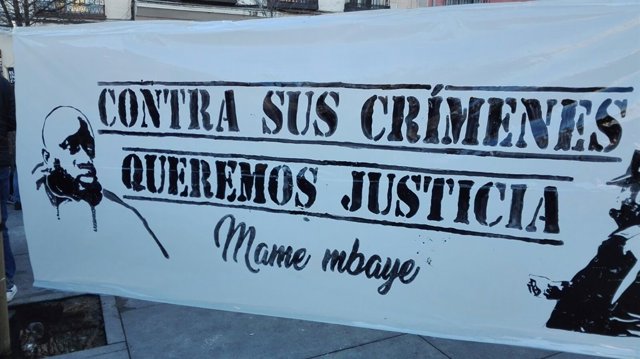 CONTRA SUS CRÍMENES
QUEREMOS JUSTICIA
Mame mbaye